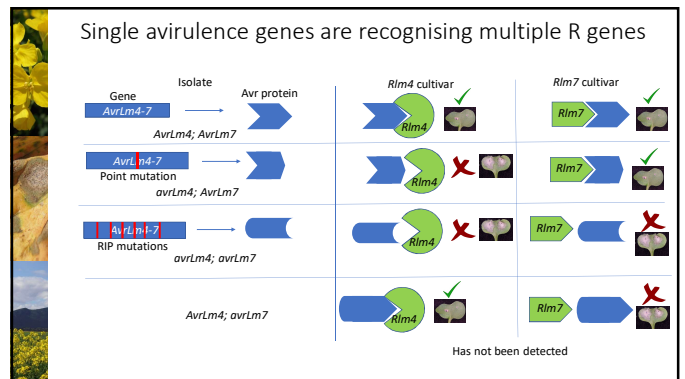 Single avirulence genes are recognising multiple R genes
Isolate
Rlm4 cultivar
Rlm7 cultivar
Gene
Avr protein
AvrLm4-7
AvrLm4; AvrLm7
Rlm4
Rlm7
AvrLm4-7
Point mutation
avrLm4; AvrLm7
Rlm4
Rlm7
AvrLm4-7
RIP mutations
avrLm4; avrLm7
Rlm4
Rlm7
AvrLm4; avrLm7
Rlm4
Rlm7
Has not been detected